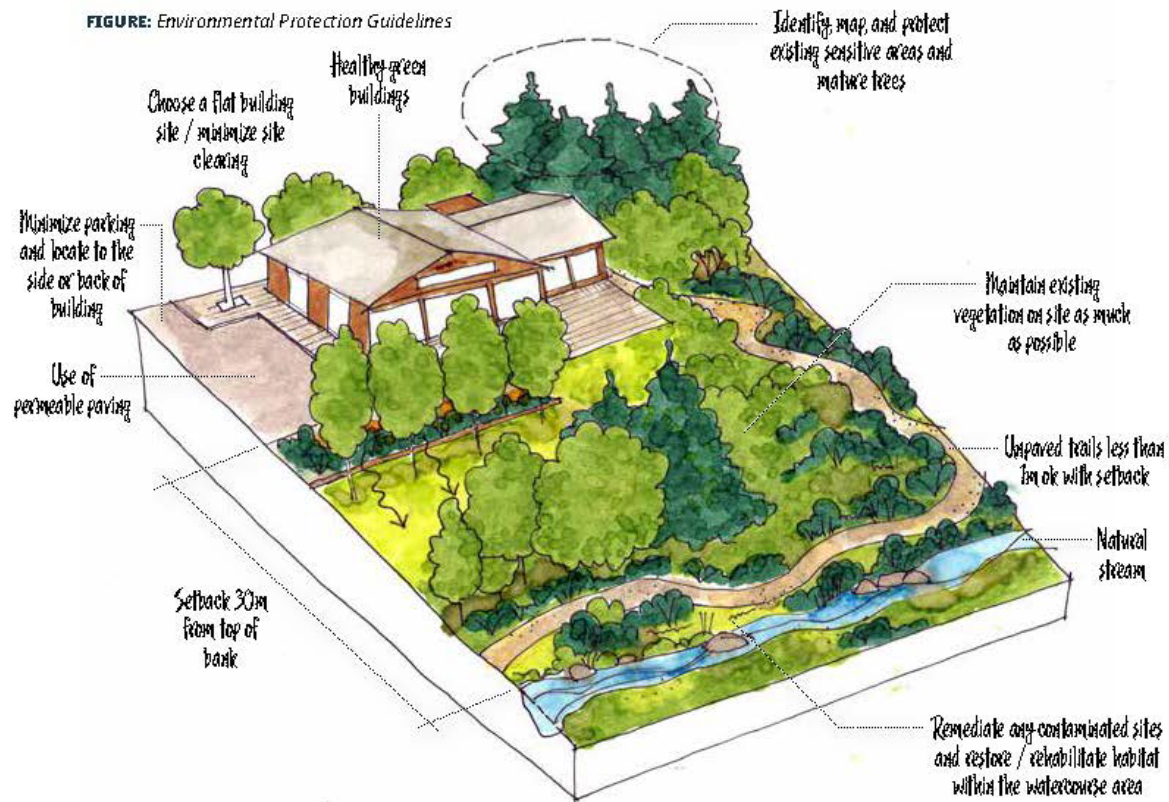 FIGURE: Environmental Protection Guidelines
Identify, map, and protect
existing sensitive areas and
mature trees
Healthy green
buildings
Choose a flat building
site / minimize site
clearing
Minimize parking
and locate to the
side or back of
building
Use of
permeable paving
Maintain existing
vegetation on site as much
as possible
Unpaved trails less than
1m ok with setback
Natural
stream
Setback 30m
from top of
bank
Remediate any contaminated sites
and restore / rehabilitate habitat
within the watercourse area